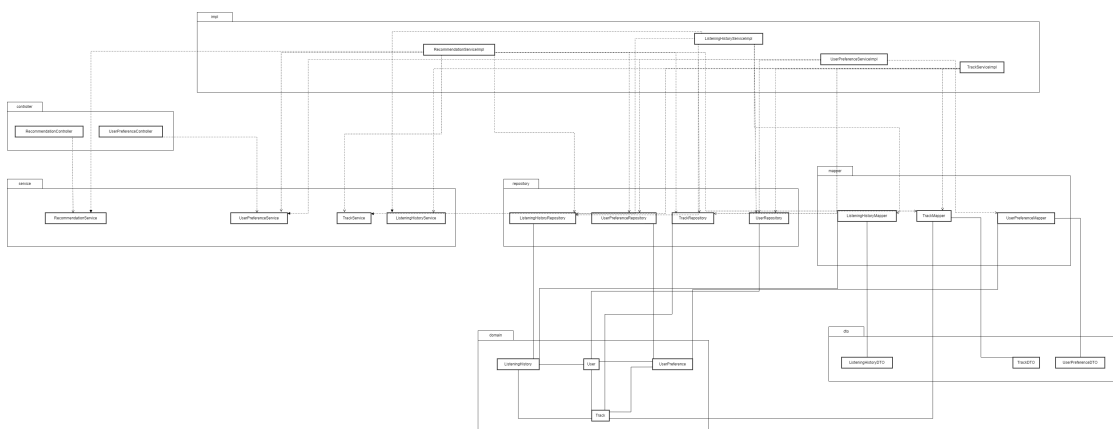 impl
ListeningHistoryServiceImpl
RecommendationServiceImpl
UserPreferenceServiceImpl
TrackServiceImpl
controller
RecommendationController
UserPreferenceController
service
RecommendationService
UserPreferenceService
TrackService
ListeningHistoryService
repository
ListeningHistoryRepository
UserPreferenceRepository
TrackRepository
UserRepository
mapper
ListeningHistoryMapper
TrackMapper
UserPreferenceMapper
domain
ListeningHistory
User
UserPreference
Track
dto
ListeningHistoryDTO
TrackDTO
UserPreferenceDTO